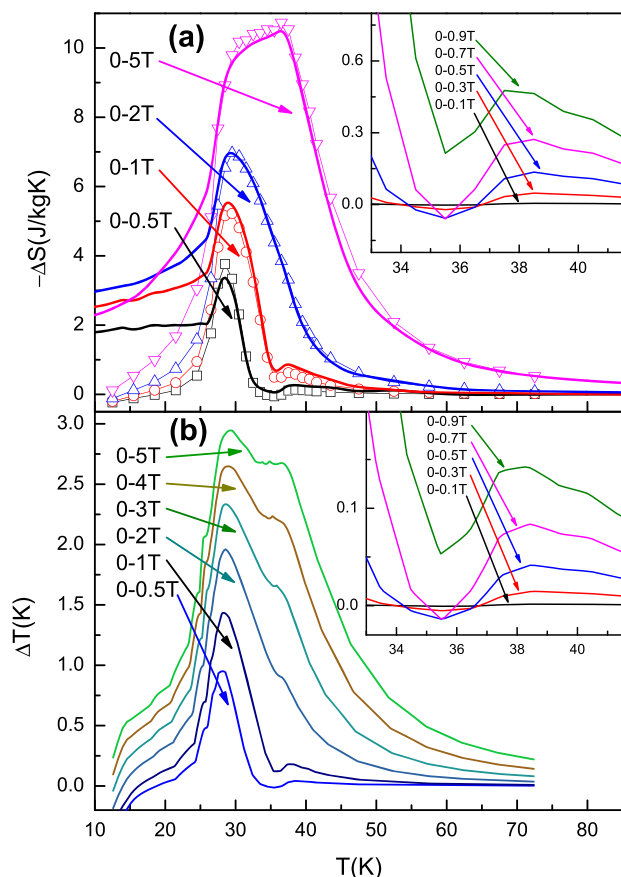 (a)
0-5T
0-2T
0-1T
0-0.5T
−ΔS(J/kgK)
10
8
6
4
2
0
0-0.9T
0-0.7T
0-0.5T
0-0.3T
0-0.1T
0.6
0.3
0.0
34 36 38 40
(b)
0-5T
0-4T
0-3T
0-2T
0-1T
0-0.5T
ΔT(K)
3.0
2.5
2.0
1.5
1.0
0.5
0.0
0-0.9T
0-0.7T
0-0.5T
0-0.3T
0-0.1T
0.1
0.0
34 36 38 40
10 20 30 40 50 60 70 80
T(K)